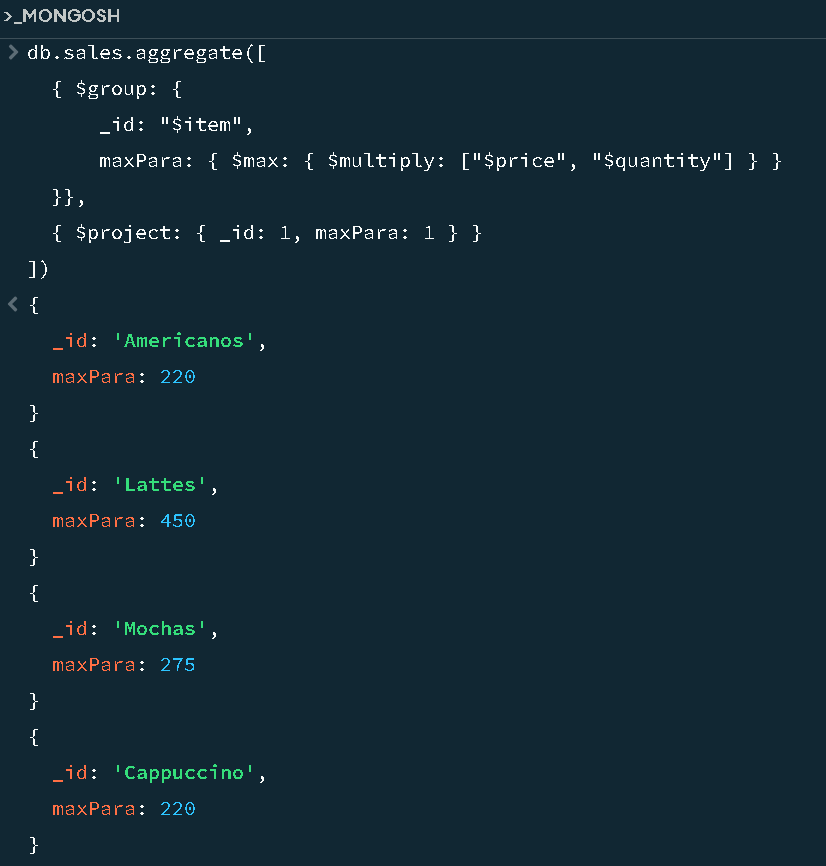 >_MONGOSH
> db.sales.aggregate([
{ $group: {
_id: "$item",
maxPara: { $max: { $multiply: ["$price", "$quantity"] } }
}},
{ $project: { _id: 1, maxPara: 1 } }
])
< {
_id: 'Americanos',
maxPara: 220
}
{
_id: 'Lattes',
maxPara: 450
}
{
_id: 'Mochas',
maxPara: 275
}
{
_id: 'Cappuccino',
maxPara: 220
}